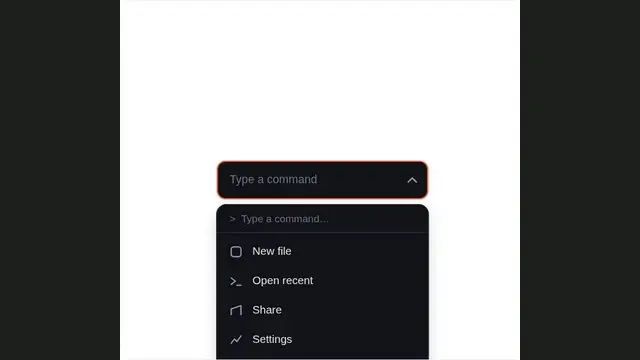 Type a command
> Type a command...
New file
Open recent
Share
Settings